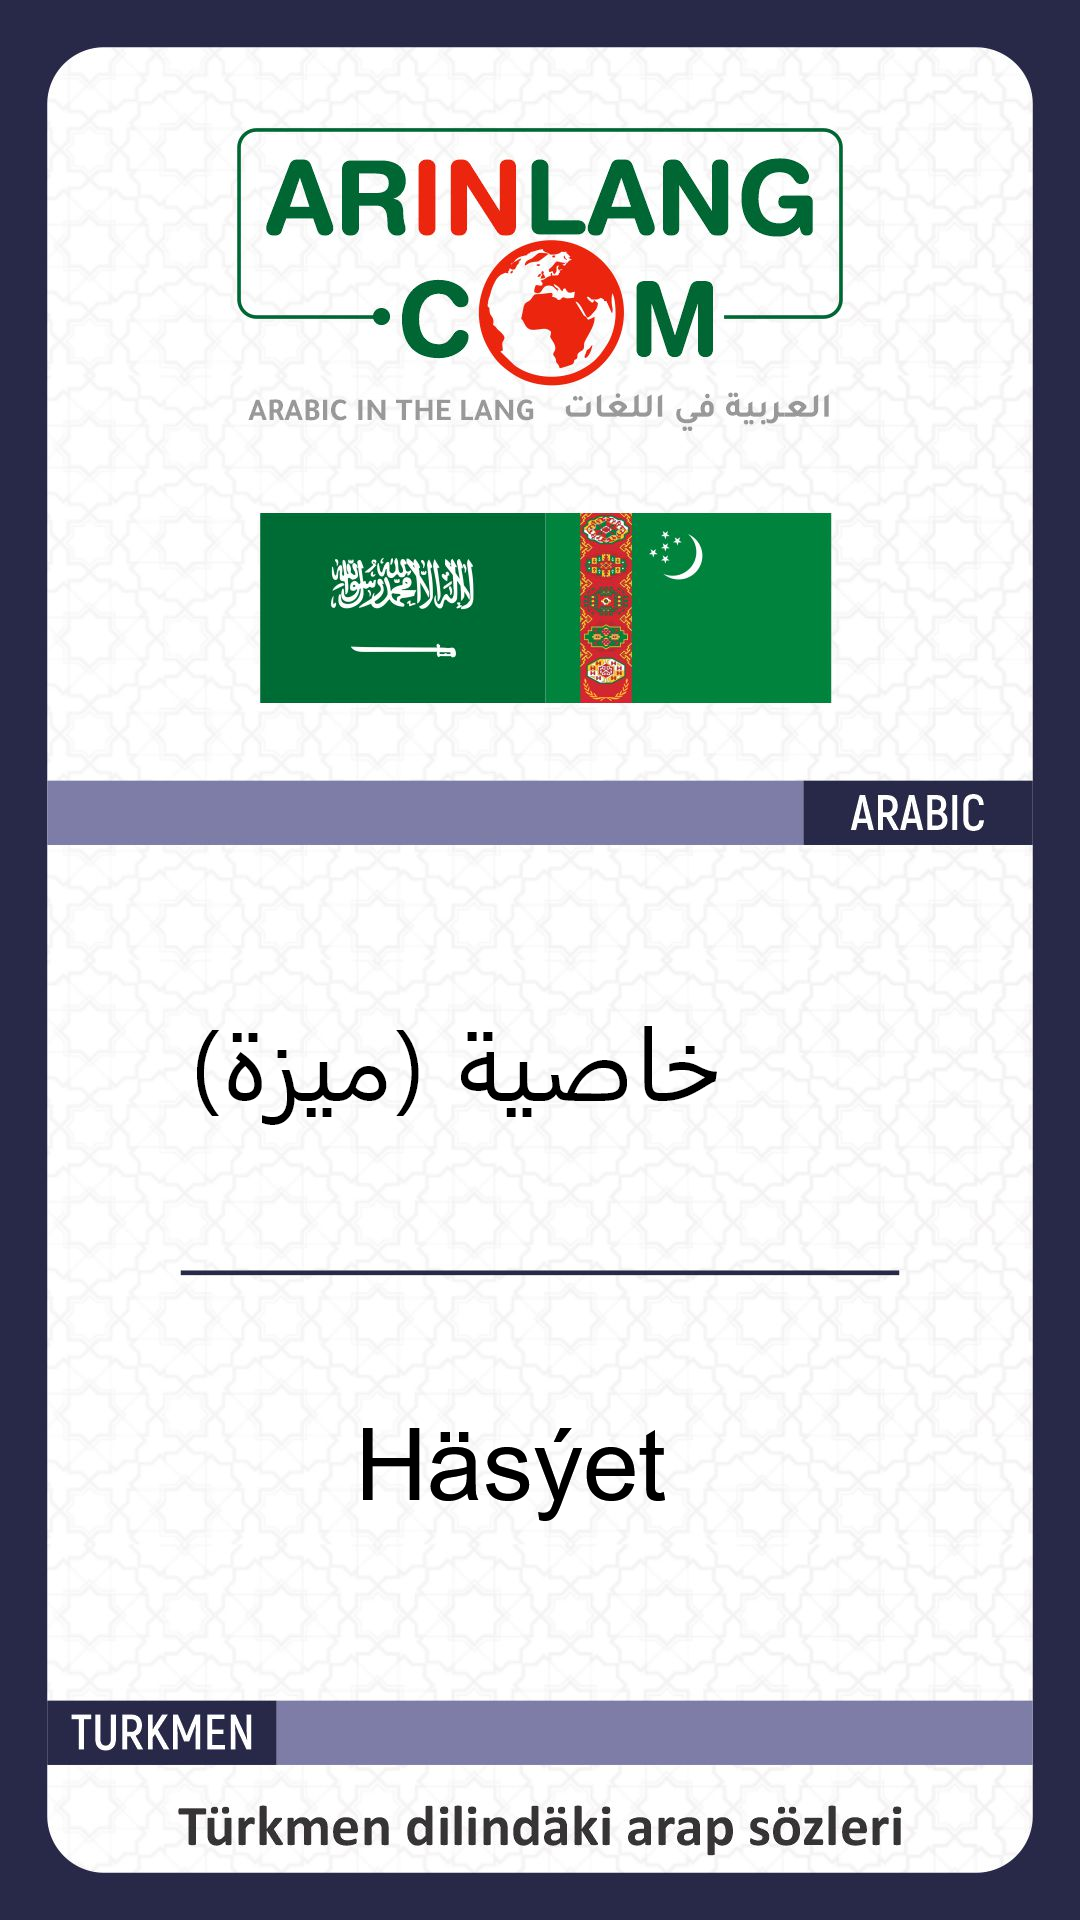 ARINLANG
.COM
ARABIC IN THE LANG العربية في اللغات
لا إله إلا الله محمد رسول الله
ARABIC
خاصية (ميزة)
Häsýet
TURKMEN
Türkmen dilindäki arap sözleri